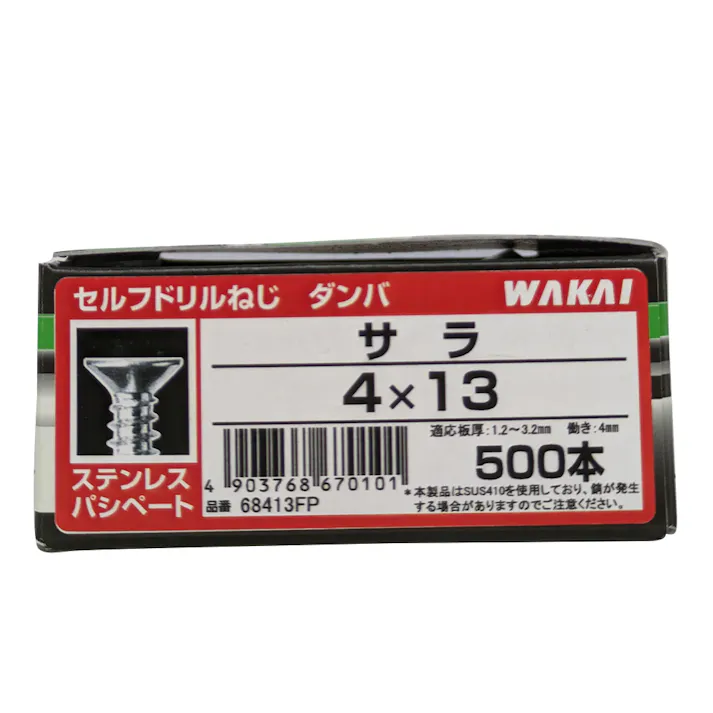 セルフドリルねじ ダンバ WAKAI
サラ
4×13
適応板厚:1.2～3.2mm 働き:4mm
500本
ステンレス
パシペート
4 903768 670101
品番 68413FP
*本製品はSUS410を使用しており、錆が発生
する場合がありますのでご注意ください。